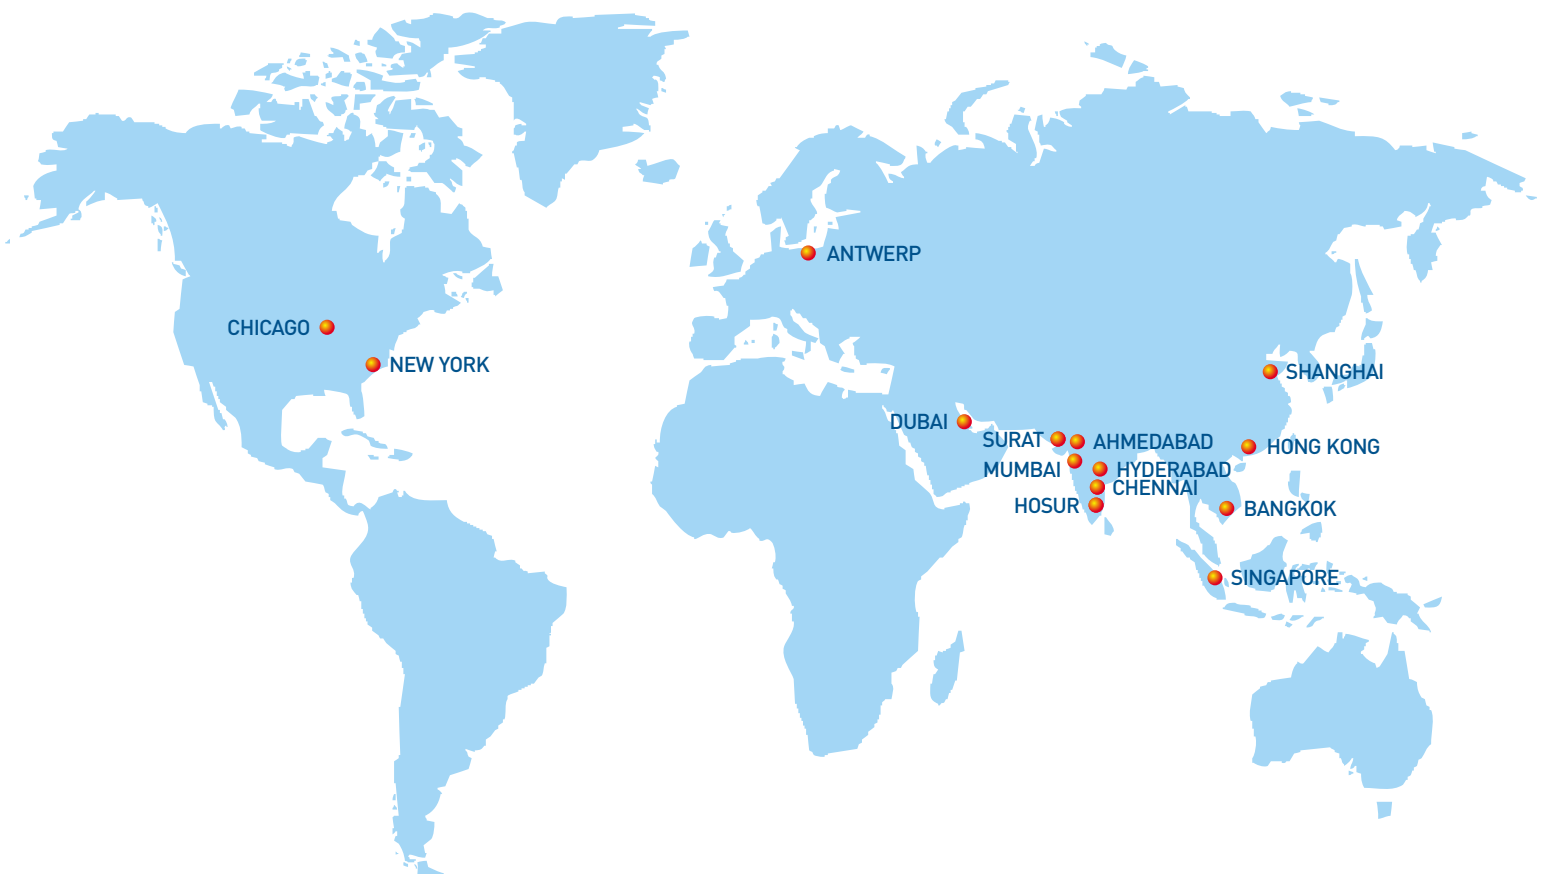 ANTWERP
CHICAGO
NEW YORK
SHANGHAI
DUBAI
SURAT
AHMEDABAD
HONG KONG
MUMBAI
HYDERABAD
CHENNAI
HOSUR
BANGKOK
SINGAPORE